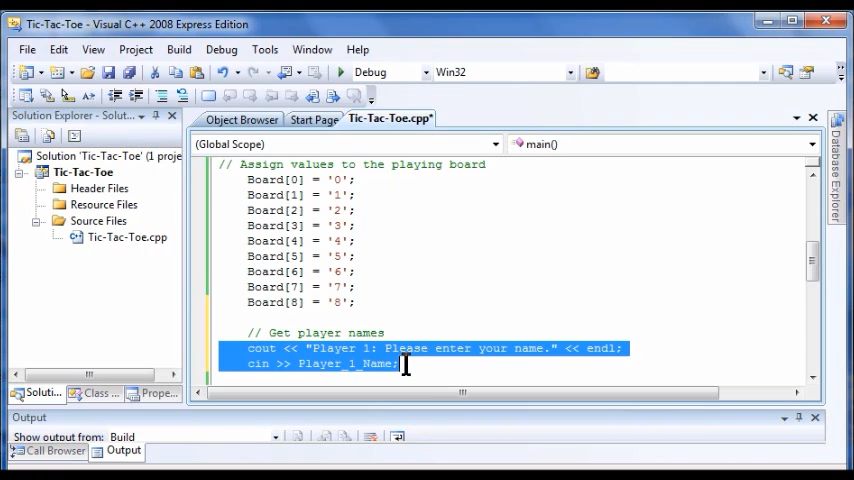 Tic-Tac-Toe - Visual C++ 2008 Express Edition
File Edit View Project Build Debug Tools Window Help
Debug Win32
Solution Explorer - Solut...
Object Browser Start Page Tic-Tac-Toe.cpp*
(Global Scope) main()
Solution 'Tic-Tac-Toe' (1 proje
Tic-Tac-Toe
Header Files
Resource Files
Source Files
Tic-Tac-Toe.cpp
// Assign values to the playing board
Board[0] = '0';
Board[1] = '1';
Board[2] = '2';
Board[3] = '3';
Board[4] = '4';
Board[5] = '5';
Board[6] = '6';
Board[7] = '7';
Board[8] = '8';
// Get player names
cout << "Player 1: Please enter your name." << endl;
cin >> Player_1_Name;
Database Explorer
Soluti... Class ... Prope...
Output
Show output from: Build
Call Browser Output